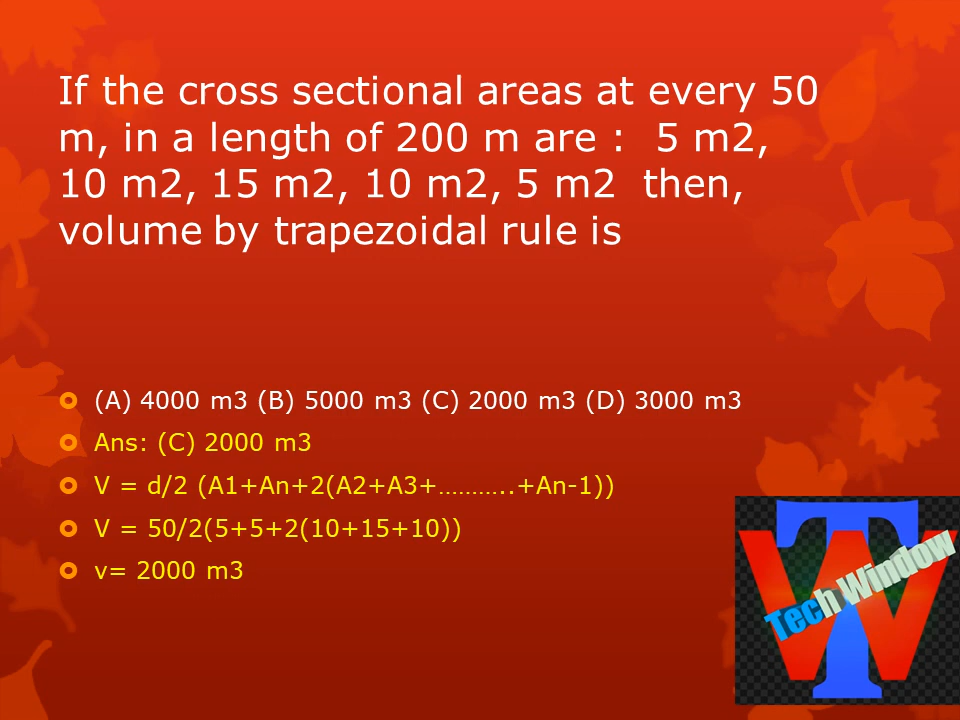 If the cross sectional areas at every 50
m, in a length of 200 m are : 5 m2,
10 m2, 15 m2, 10 m2, 5 m2 then,
volume by trapezoidal rule is
(A) 4000 m3 (B) 5000 m3 (C) 2000 m3 (D) 3000 m3
Ans: (C) 2000 m3
V = d/2 (A1+An+2(A2+A3+………..+An-1))
V = 50/2(5+5+2(10+15+10))
v= 2000 m3
TW
Tech Window